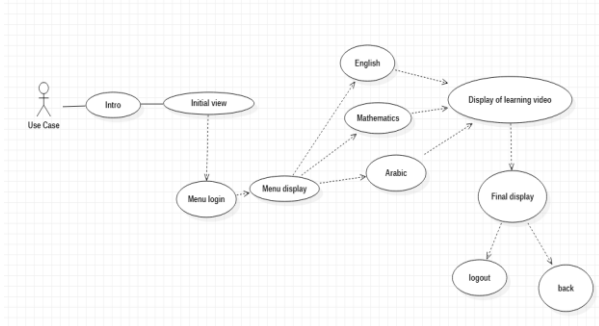 English
Intro
Initial view
Display of learning video
Use Case
Mathematics
Arabic
Menu login
Menu display
Final display
logout
back